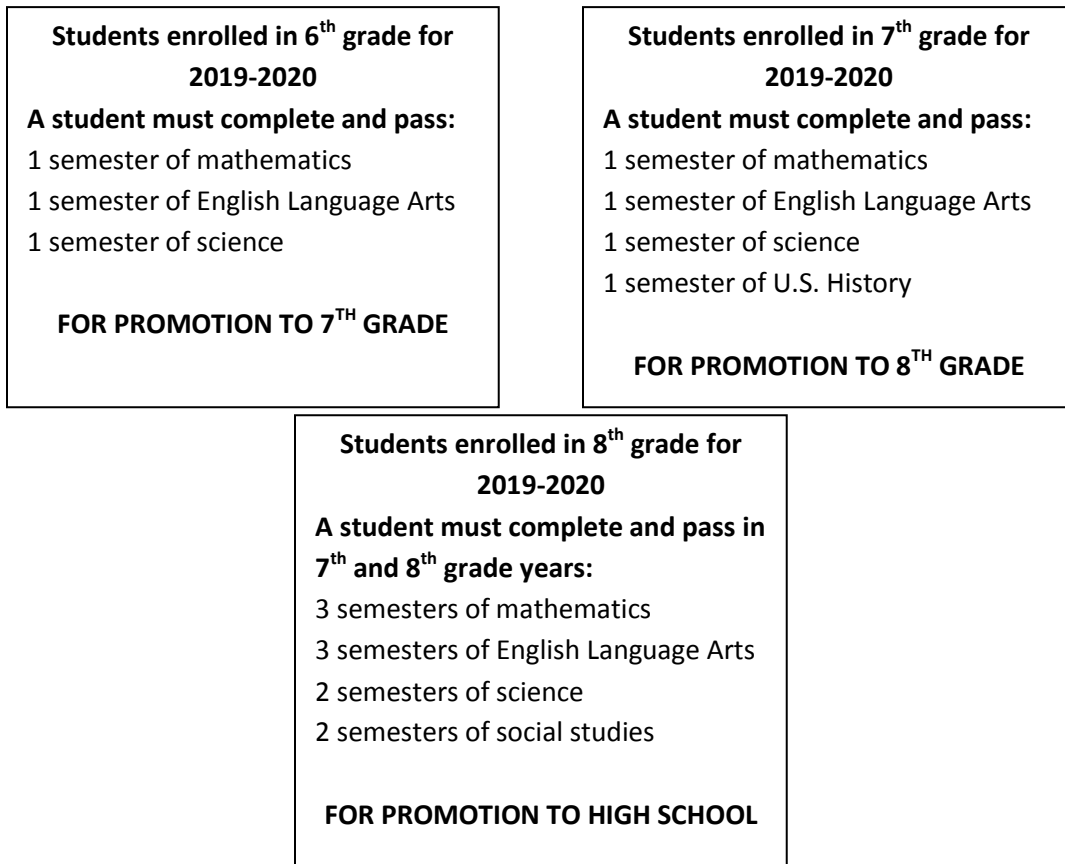 Students enrolled in 6th grade for
2019-2020
A student must complete and pass:
1 semester of mathematics
1 semester of English Language Arts
1 semester of science
FOR PROMOTION TO 7TH GRADE
Students enrolled in 7th grade for
2019-2020
A student must complete and pass:
1 semester of mathematics
1 semester of English Language Arts
1 semester of science
1 semester of U.S. History
FOR PROMOTION TO 8TH GRADE
Students enrolled in 8th grade for
2019-2020
A student must complete and pass in
7th and 8th grade years:
3 semesters of mathematics
3 semesters of English Language Arts
2 semesters of science
2 semesters of social studies
FOR PROMOTION TO HIGH SCHOOL